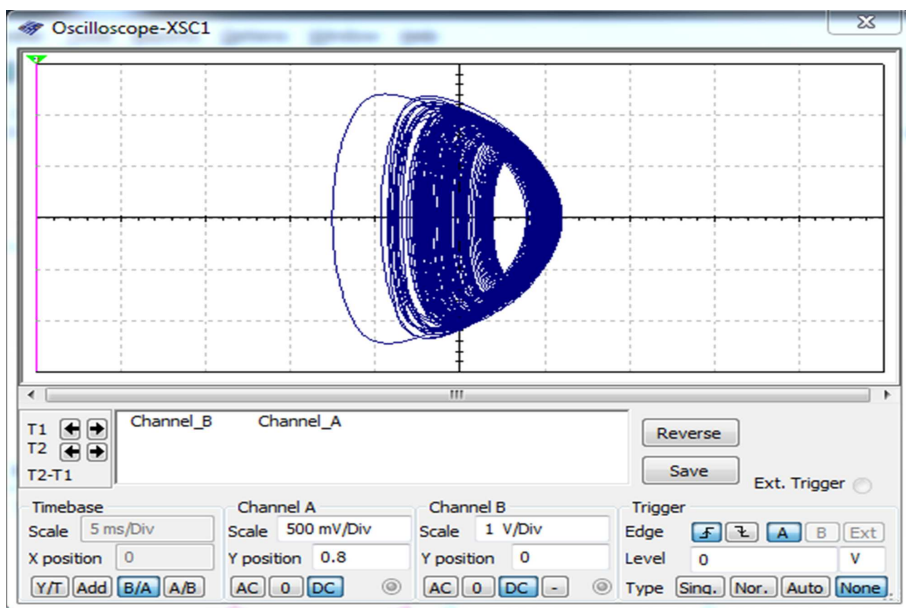 Oscilloscope-XSC1
T1
T2
T2-T1
Channel_B Channel_A
Reverse
Save
Ext. Trigger
Timebase
Scale 5 ms/Div
X position 0
Y/T Add B/A A/B
Channel A
Scale 500 mV/Div
Y position 0.8
AC 0 DC
Channel B
Scale 1 V/Div
Y position 0
AC 0 DC -
Trigger
Edge A B Ext
Level 0 V
Type Sing. Nor. Auto None